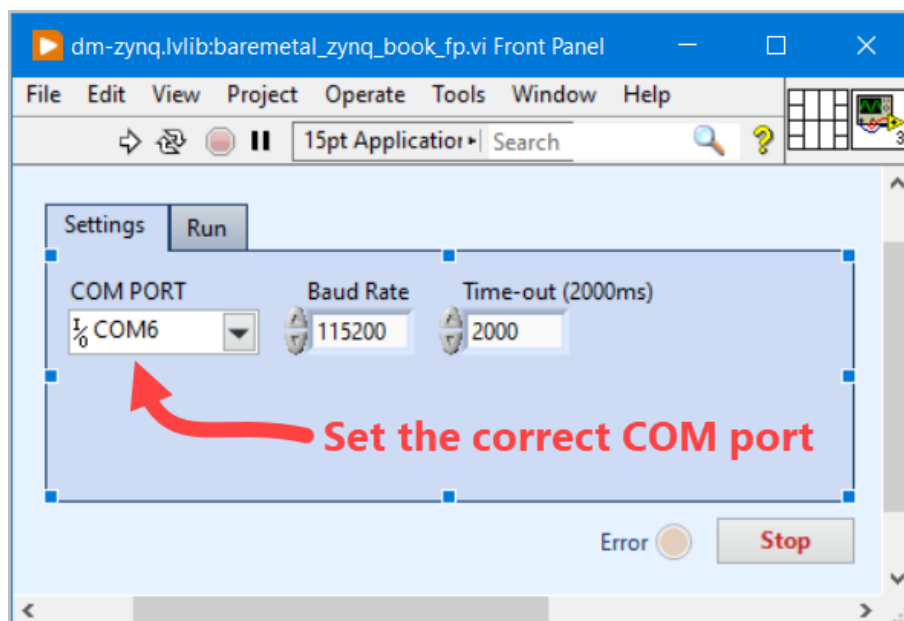 dm-zynq.lvlib:baremetal_zynq_book_fp.vi Front Panel
File Edit View Project Operate Tools Window Help
15pt Application Search
3
Settings Run
COM PORT Baud Rate Time-out (2000ms)
I/O COM6 115200 2000
Set the correct COM port
Error Stop